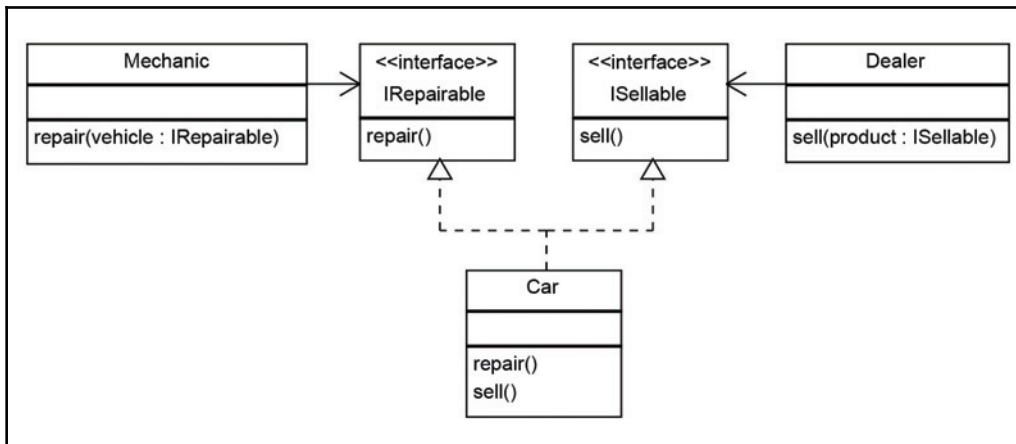 Mechanic
repair(vehicle : IRepairable)
<<interface>>
IRepairable
repair()
<<interface>>
ISellable
sell()
Dealer
sell(product : ISellable)
Car
repair()
sell()